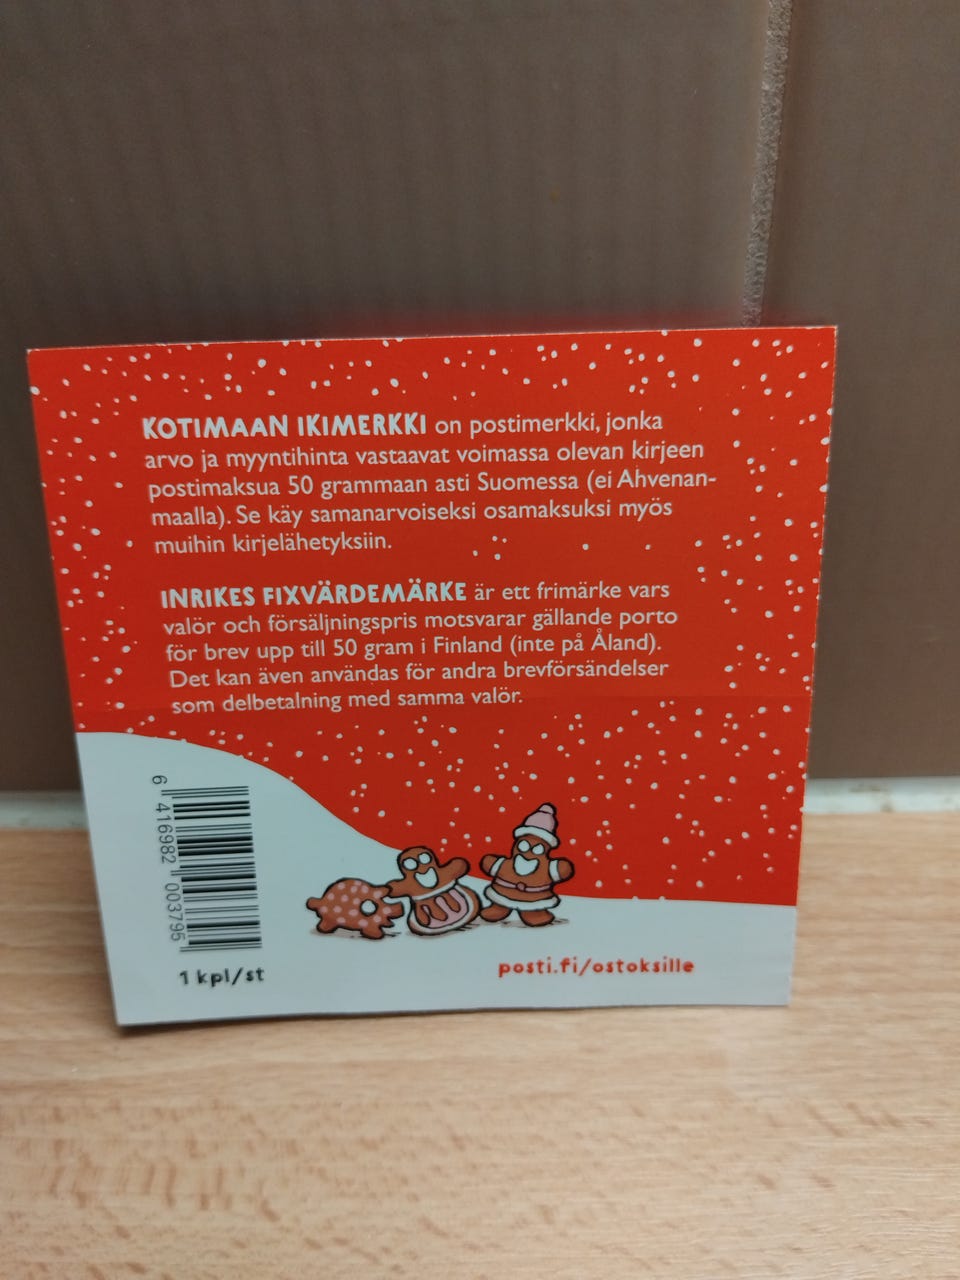 KOTIMAAN IKIMERKKI on postimerkki, jonka
arvo ja myyntihinta vastaavat voimassa olevan kirjeen
postimaksua 50 grammaan asti Suomessa (ei Ahvenan-
maalla). Se käy samanarvoiseksi osamaksuksi myös
muihin kirjelähetyksiin.
INRIKES FIXVÄRDEMÄRKE är ett frimärke vars
valör och försäljningspris motsvarar gällande porto
för brev upp till 50 gram i Finland (inte på Åland).
Det kan även användas för andra brevförsändelser
som delbetalning med samma valör.
6 416982 003795
1 kpl/st
posti.fi/ostoksille